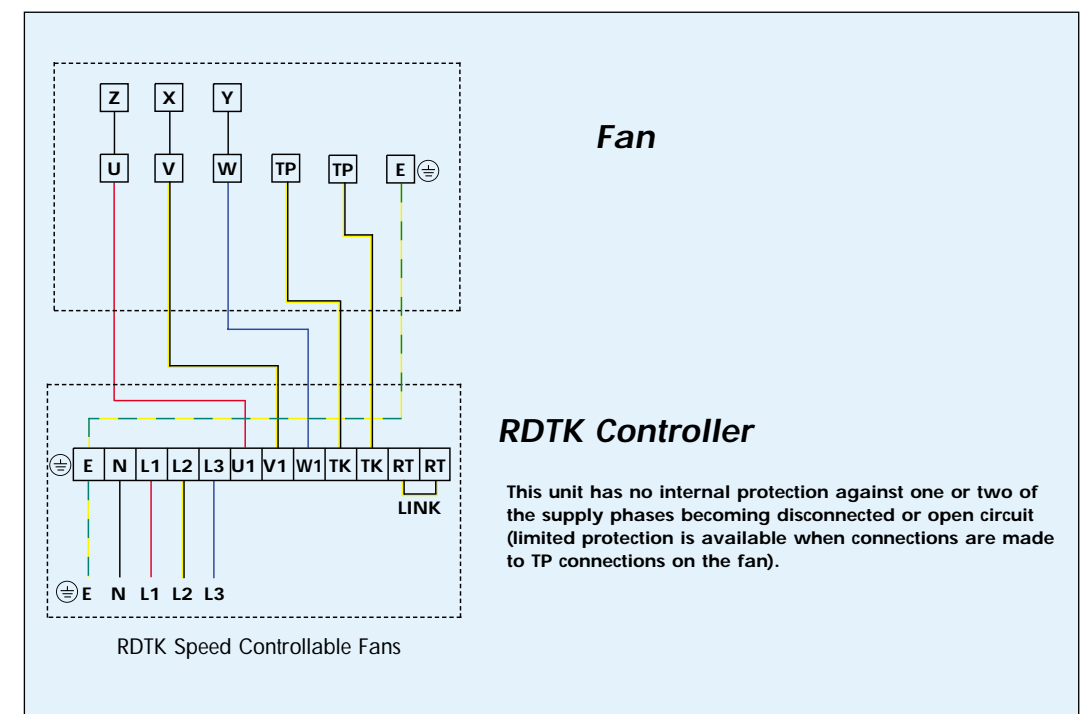 Z X Y
Fan
U V W TP TP E
RDTK Controller
E N L1 L2 L3 U1 V1 W1 TK TK RT RT
This unit has no internal protection against one or two of
the supply phases becoming disconnected or open circuit
(limited protection is available when connections are made
to TP connections on the fan).
LINK
E N L1 L2 L3
RDTK Speed Controllable Fans